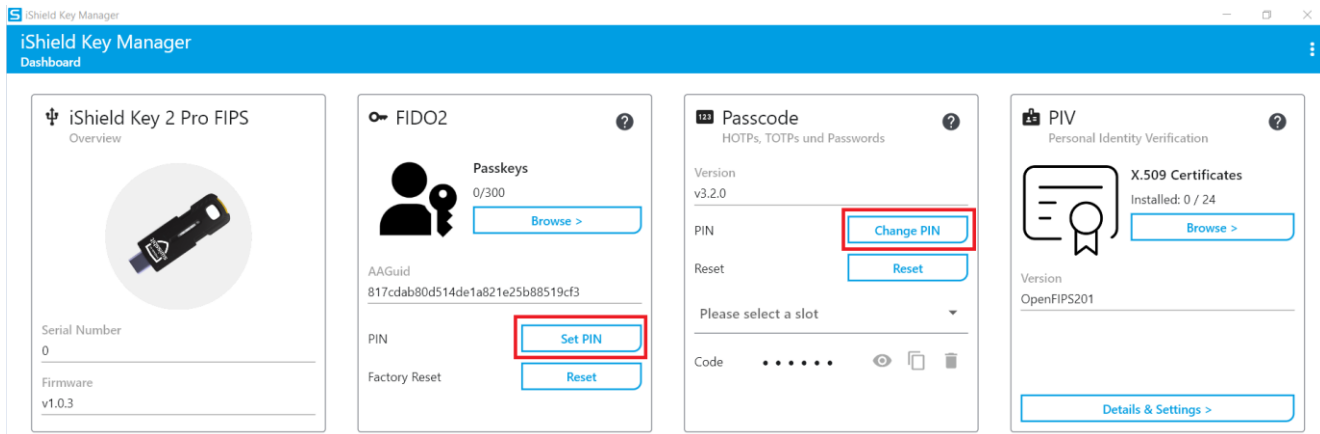 iShield Key Manager
iShield Key Manager
Dashboard
iShield Key 2 Pro FIPS
Overview
Serial Number
0
Firmware
v1.0.3
FIDO2
Passkeys
0/300
Browse >
AAGuid
817cdab80d514de1a821e25b88519cf3
PIN
Set PIN
Factory Reset
Reset
123
Passcode
HOTPs, TOTPs und Passwords
Version
v3.2.0
PIN
Change PIN
Reset
Reset
Please select a slot
Code
PIV
Personal Identity Verification
X.509 Certificates
Installed: 0 / 24
Browse >
Version
OpenFIPS201
Details & Settings >